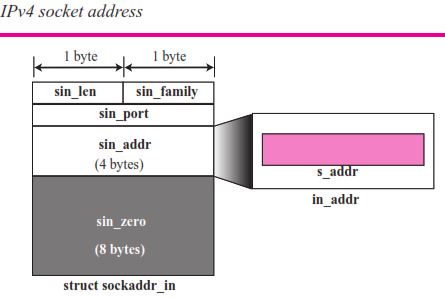 IPv4 socket address
1 byte 1 byte
sin_len sin_family
sin_port
sin_addr
(4 bytes)
s_addr
in_addr
sin_zero
(8 bytes)
struct sockaddr_in